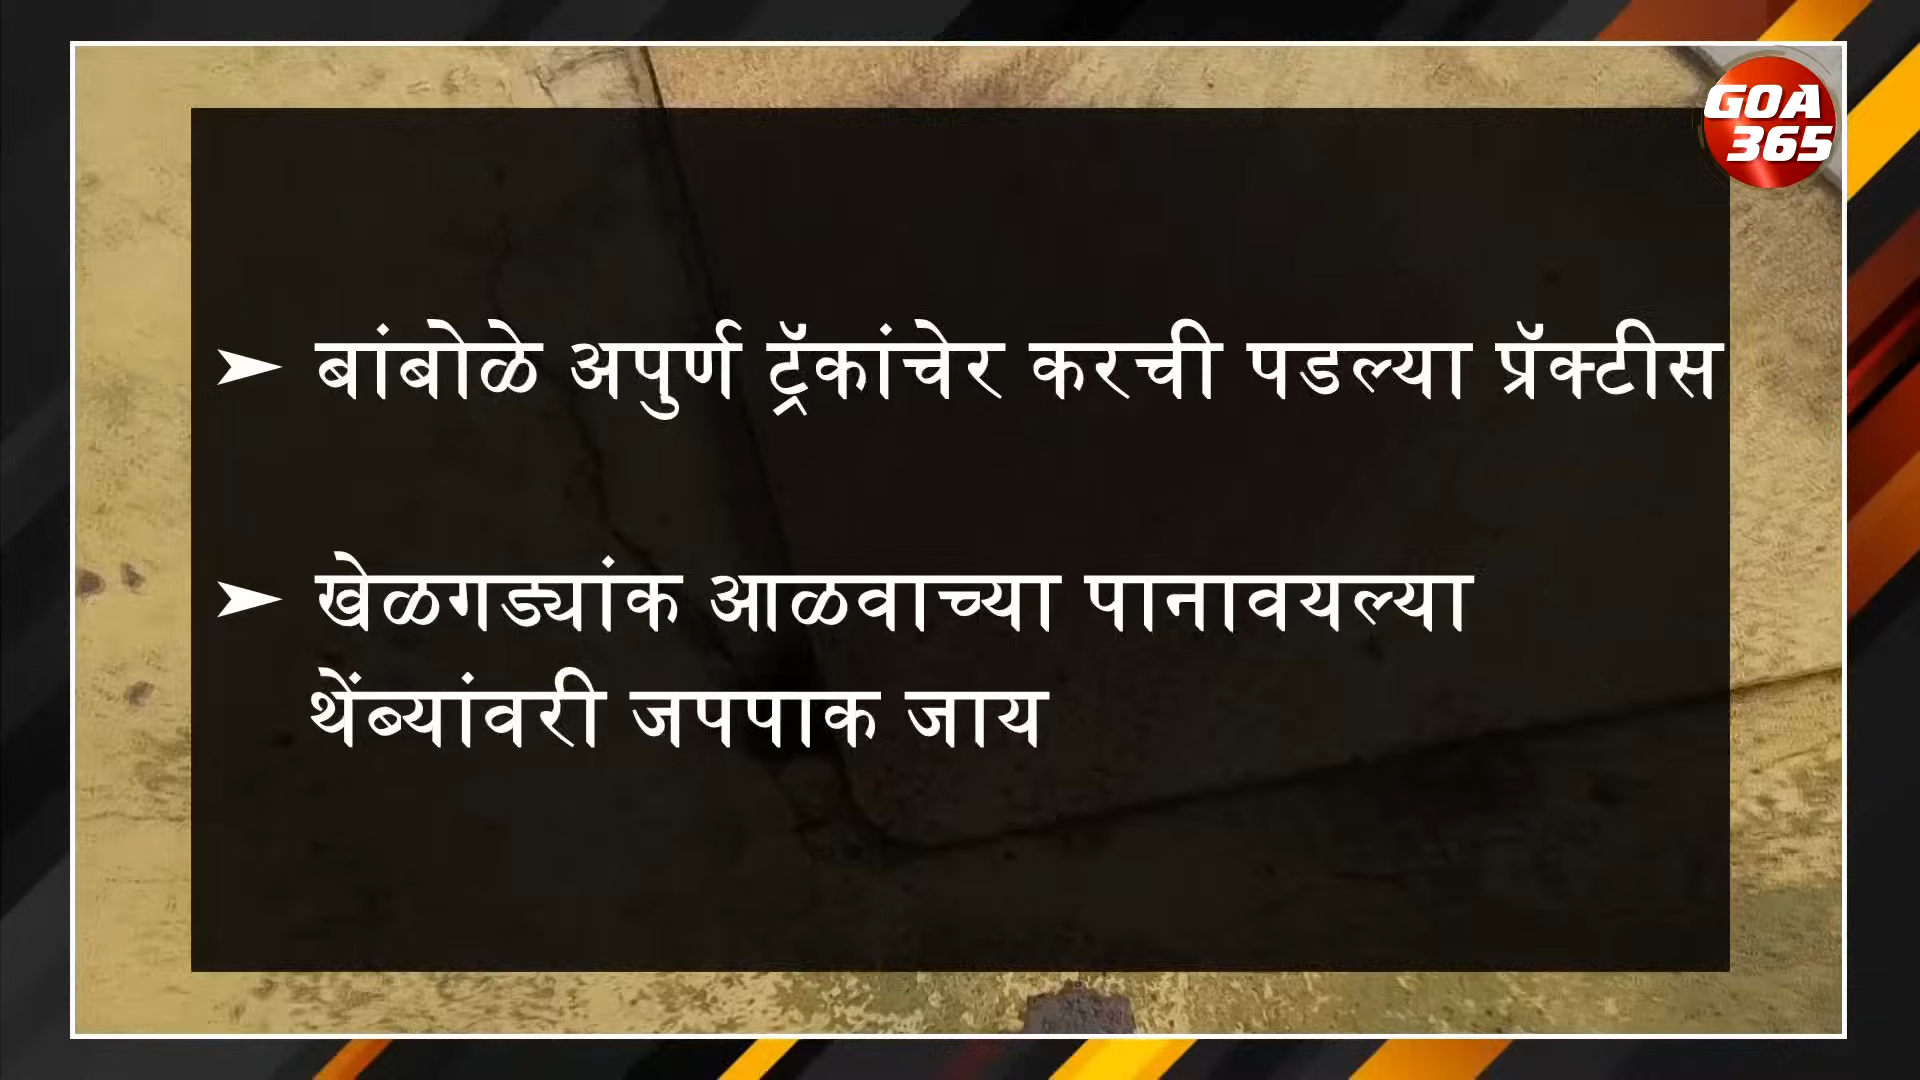 GOA
365
➤ बांबोळे अपुर्ण ट्रॅकांचेर करची पडल्या प्रॅक्टीस
➤ खेळगड्यांक आळवाच्या पानावयल्या
थेंब्यांवरी जपपाक जाय